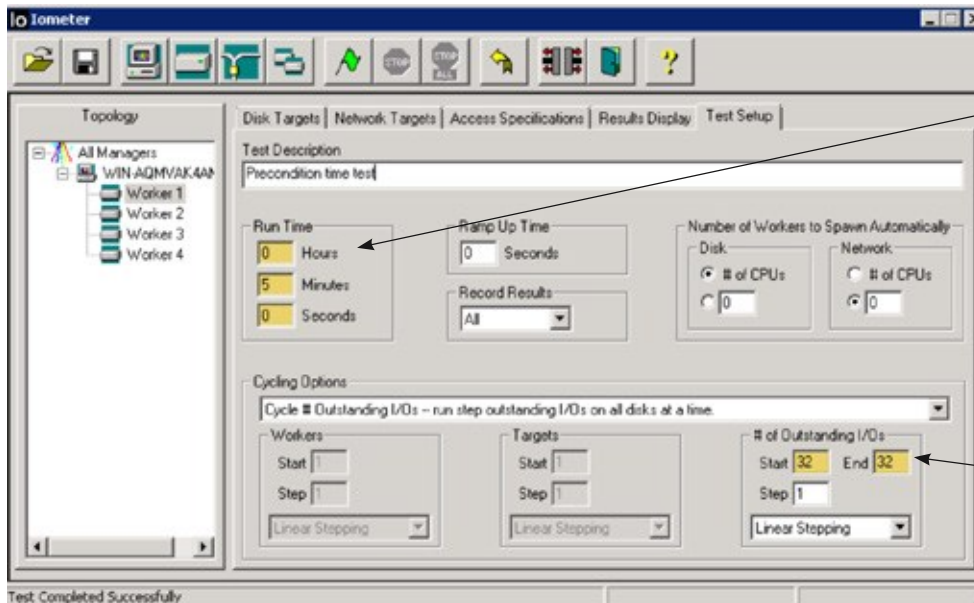 Io Iometer
STOP
STOP ALL
Topology
All Managers
WIN-AQMVAK4AN
Worker 1
Worker 2
Worker 3
Worker 4
Disk Targets
Network Targets
Access Specifications
Results Display
Test Setup
Test Description
Precondition time test
Run Time
0 Hours
5 Minutes
0 Seconds
Ramp Up Time
0 Seconds
Record Results
All
Number of Workers to Spawn Automatically
Disk
# of CPUs
0
Network
# of CPUs
0
Cycling Options
Cycle # Outstanding I/Os -- run step outstanding I/Os on all disks at a time.
Workers
Start 1
Step 1
Linear Stepping
Targets
Start 1
Step 1
Linear Stepping
# of Outstanding I/Os
Start 32 End 32
Step 1
Linear Stepping
Test Completed Successfully